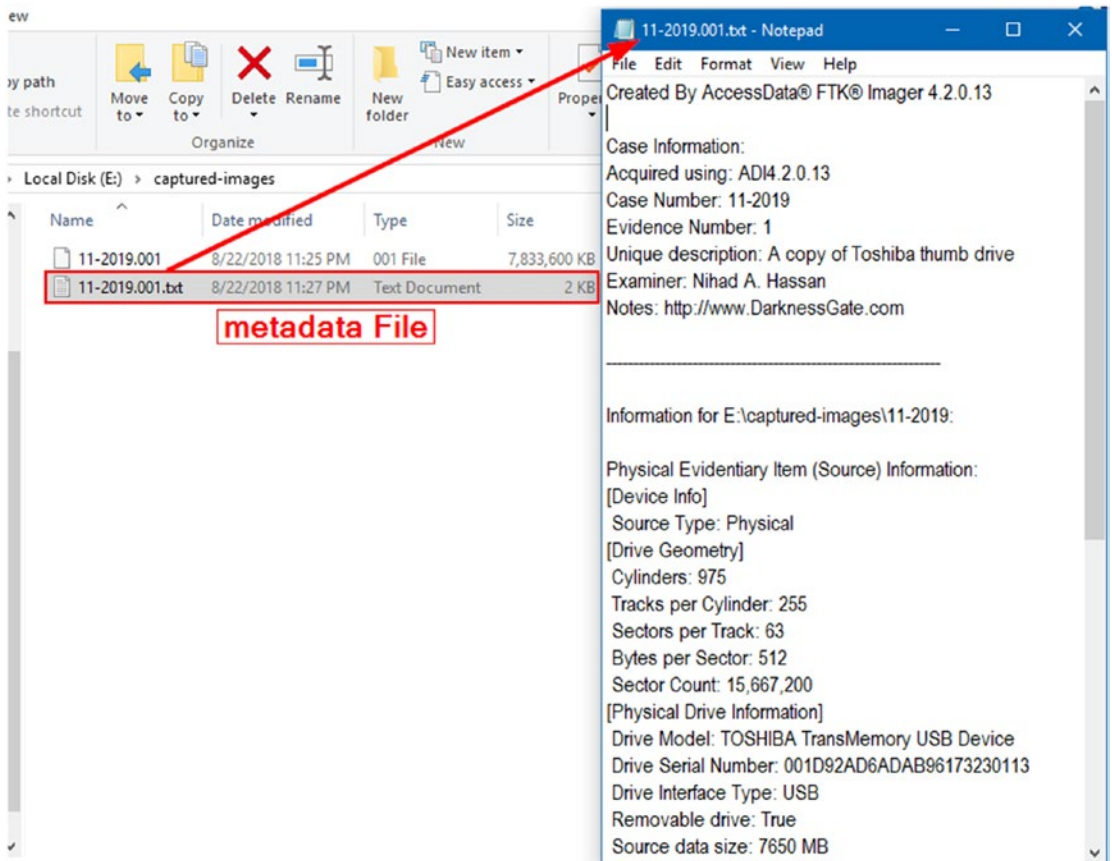 ew
New item
Easy access
py path
te shortcut
Move to
Copy to
Delete
Rename
New folder
Proper
Organize
New
Local Disk (E:) > captured-images
Name Date modified Type Size
11-2019.001 8/22/2018 11:25 PM 001 File 7,833,600 KB
11-2019.001.txt 8/22/2018 11:27 PM Text Document 2 KB
metadata File
11-2019.001.txt - Notepad
File Edit Format View Help
Created By AccessData® FTK® Imager 4.2.0.13
Case Information:
Acquired using: ADI4.2.0.13
Case Number: 11-2019
Evidence Number: 1
Unique description: A copy of Toshiba thumb drive
Examiner: Nihad A. Hassan
Notes: http://www.DarknessGate.com
--------------------------------------------------------------
Information for E:\captured-images\11-2019:
Physical Evidentiary Item (Source) Information:
[Device Info]
Source Type: Physical
[Drive Geometry]
Cylinders: 975
Tracks per Cylinder: 255
Sectors per Track: 63
Bytes per Sector: 512
Sector Count: 15,667,200
[Physical Drive Information]
Drive Model: TOSHIBA TransMemory USB Device
Drive Serial Number: 001D92AD6ADAB96173230113
Drive Interface Type: USB
Removable drive: True
Source data size: 7650 MB